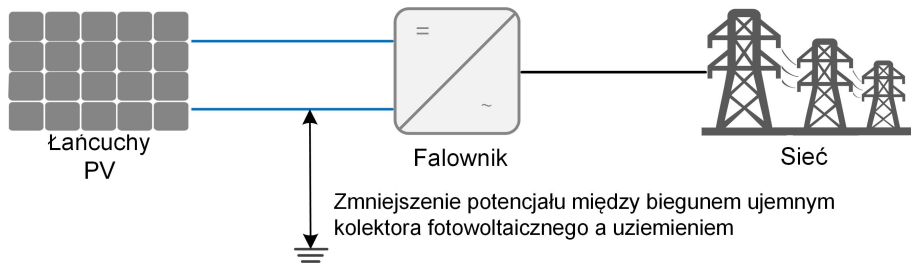 =
~
Łańcuchy
PV
Falownik
Sieć
Zmniejszenie potencjału między biegunem ujemnym
kolektora fotowoltaicznego a uziemieniem